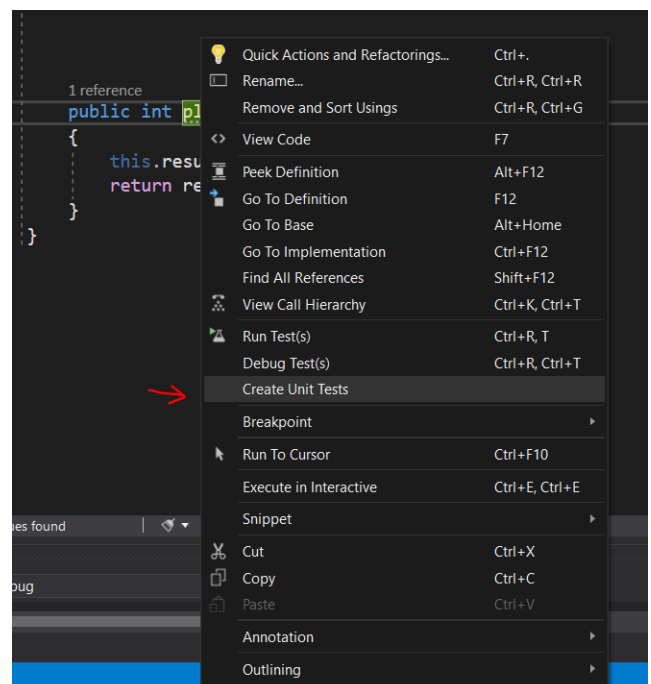 1 reference
public int pl
{
this.resu
return re
}
}
Quick Actions and Refactorings... Ctrl+.
Rename... Ctrl+R, Ctrl+R
Remove and Sort Usings Ctrl+R, Ctrl+G
<> View Code F7
Peek Definition Alt+F12
Go To Definition F12
Go To Base Alt+Home
Go To Implementation Ctrl+F12
Find All References Shift+F12
View Call Hierarchy Ctrl+K, Ctrl+T
Run Test(s) Ctrl+R, T
Debug Test(s) Ctrl+R, Ctrl+T
Create Unit Tests
Breakpoint
Run To Cursor Ctrl+F10
Execute in Interactive Ctrl+E, Ctrl+E
Snippet
Cut Ctrl+X
Copy Ctrl+C
Paste Ctrl+V
Annotation
Outlining
ues found
bug